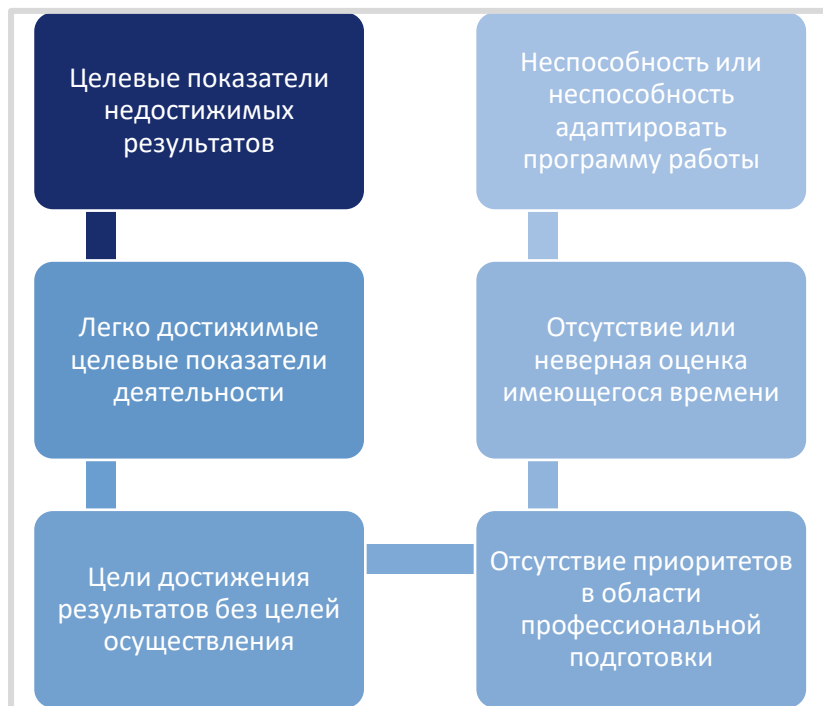 Целевые показатели
недостижимых
результатов
Легко достижимые
целевые показатели
деятельности
Цели достижения
результатов без целей
осуществления
Отсутствие приоритетов
в области
профессиональной
подготовки
Отсутствие или
неверная оценка
имеющегося времени
Неспособность или
неспособность
адаптировать
программу работы